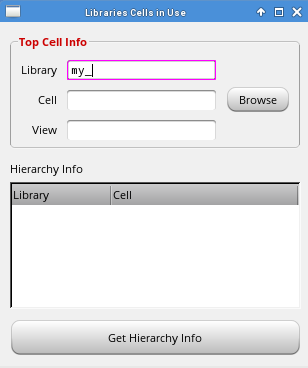 Libraries Cells in Use
Top Cell Info
Library my_
Cell Browse
View
Hierarchy Info
Library Cell
Get Hierarchy Info